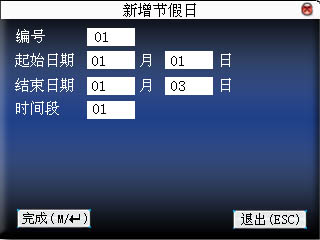 新增节假日
编号 01
起始日期 01 月 01 日
结束日期 01 月 03 日
时间段 01
完成(M/↵) 退出(ESC)